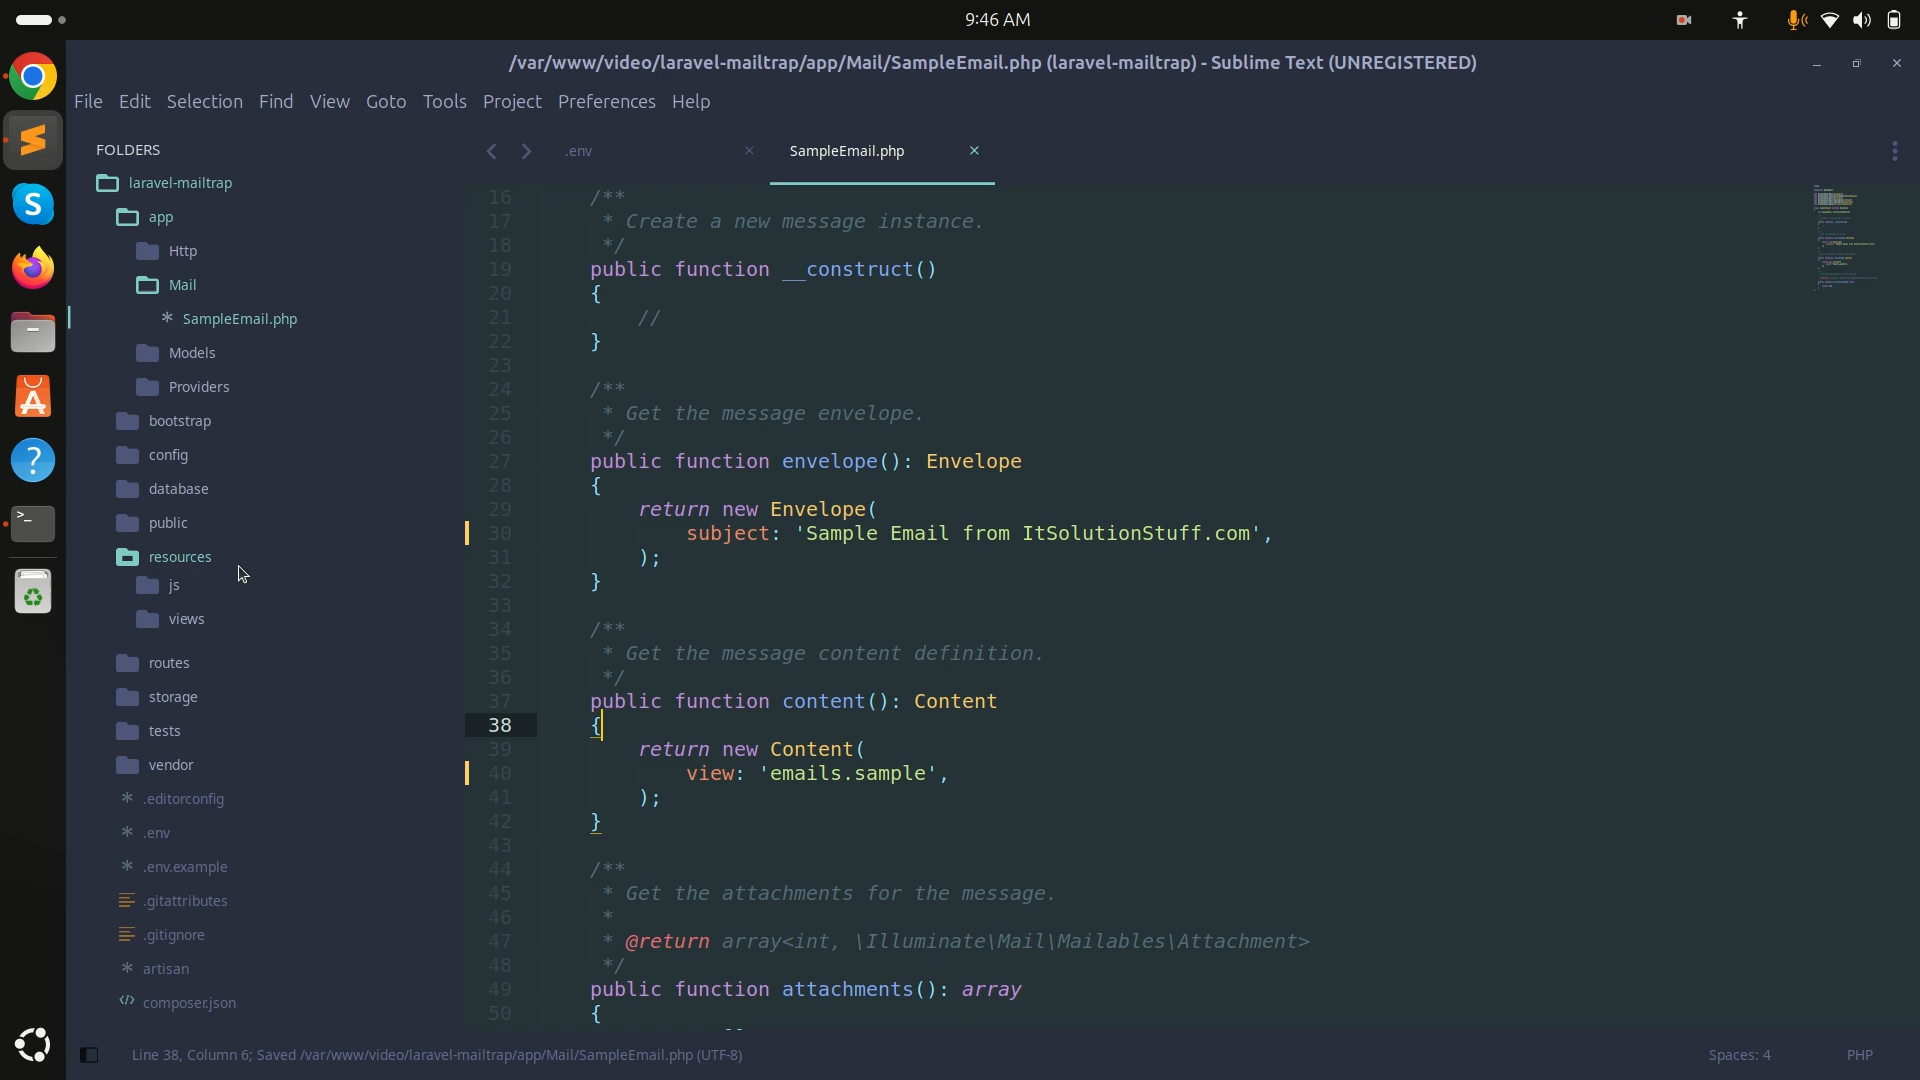 9:46 AM
/var/www/video/laravel-mailtrap/app/Mail/SampleEmail.php (laravel-mailtrap) - Sublime Text (UNREGISTERED)
File Edit Selection Find View Goto Tools Project Preferences Help
FOLDERS
laravel-mailtrap
app
Http
Mail
SampleEmail.php
Models
Providers
bootstrap
config
database
public
resources
js
views
routes
storage
tests
vendor
.editorconfig
.env
.env.example
.gitattributes
.gitignore
artisan
composer.json
.env SampleEmail.php
16 /**
17 * Create a new message instance.
18 */
19 public function __construct()
20 {
21 //
22 }
23
24 /**
25 * Get the message envelope.
26 */
27 public function envelope(): Envelope
28 {
29 return new Envelope(
30 subject: 'Sample Email from ItSolutionStuff.com',
31 );
32 }
33
34 /**
35 * Get the message content definition.
36 */
37 public function content(): Content
38 {
39 return new Content(
40 view: 'emails.sample',
41 );
42 }
43
44 /**
45 * Get the attachments for the message.
46 *
47 * @return array<int, \Illuminate\Mail\Mailables\Attachment>
48 */
49 public function attachments(): array
50 {
Line 38, Column 6; Saved /var/www/video/laravel-mailtrap/app/Mail/SampleEmail.php (UTF-8)
Spaces: 4 PHP